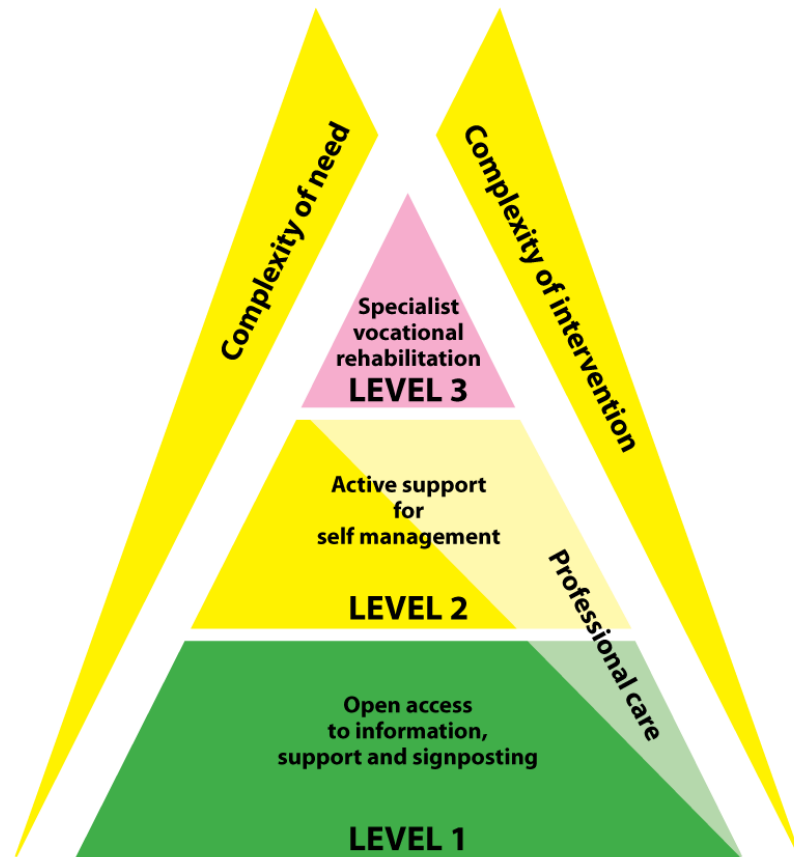 Complexity of need
Complexity of intervention
Specialist
vocational
rehabilitation
LEVEL 3
Active support
for
self management
LEVEL 2
Professional care
Open access
to information,
support and signposting
LEVEL 1